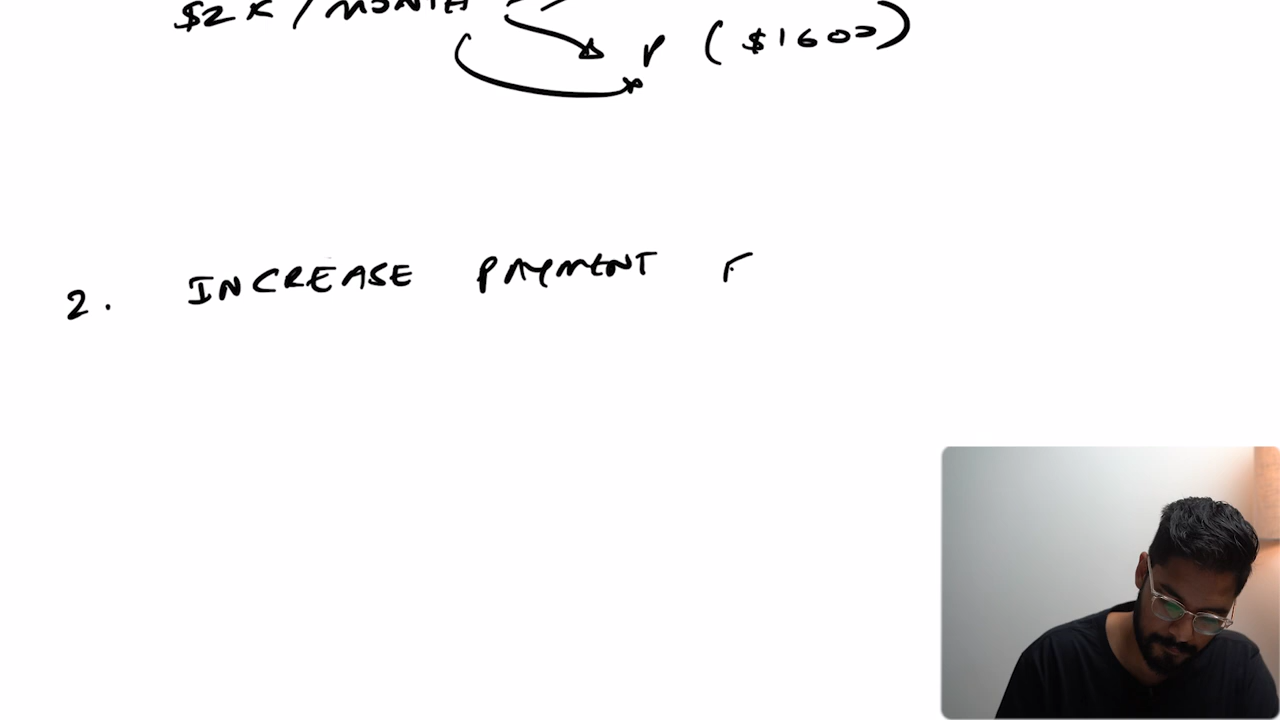 $2K / MONTH
P ($1600)
2. INCREASE PAYMENT F